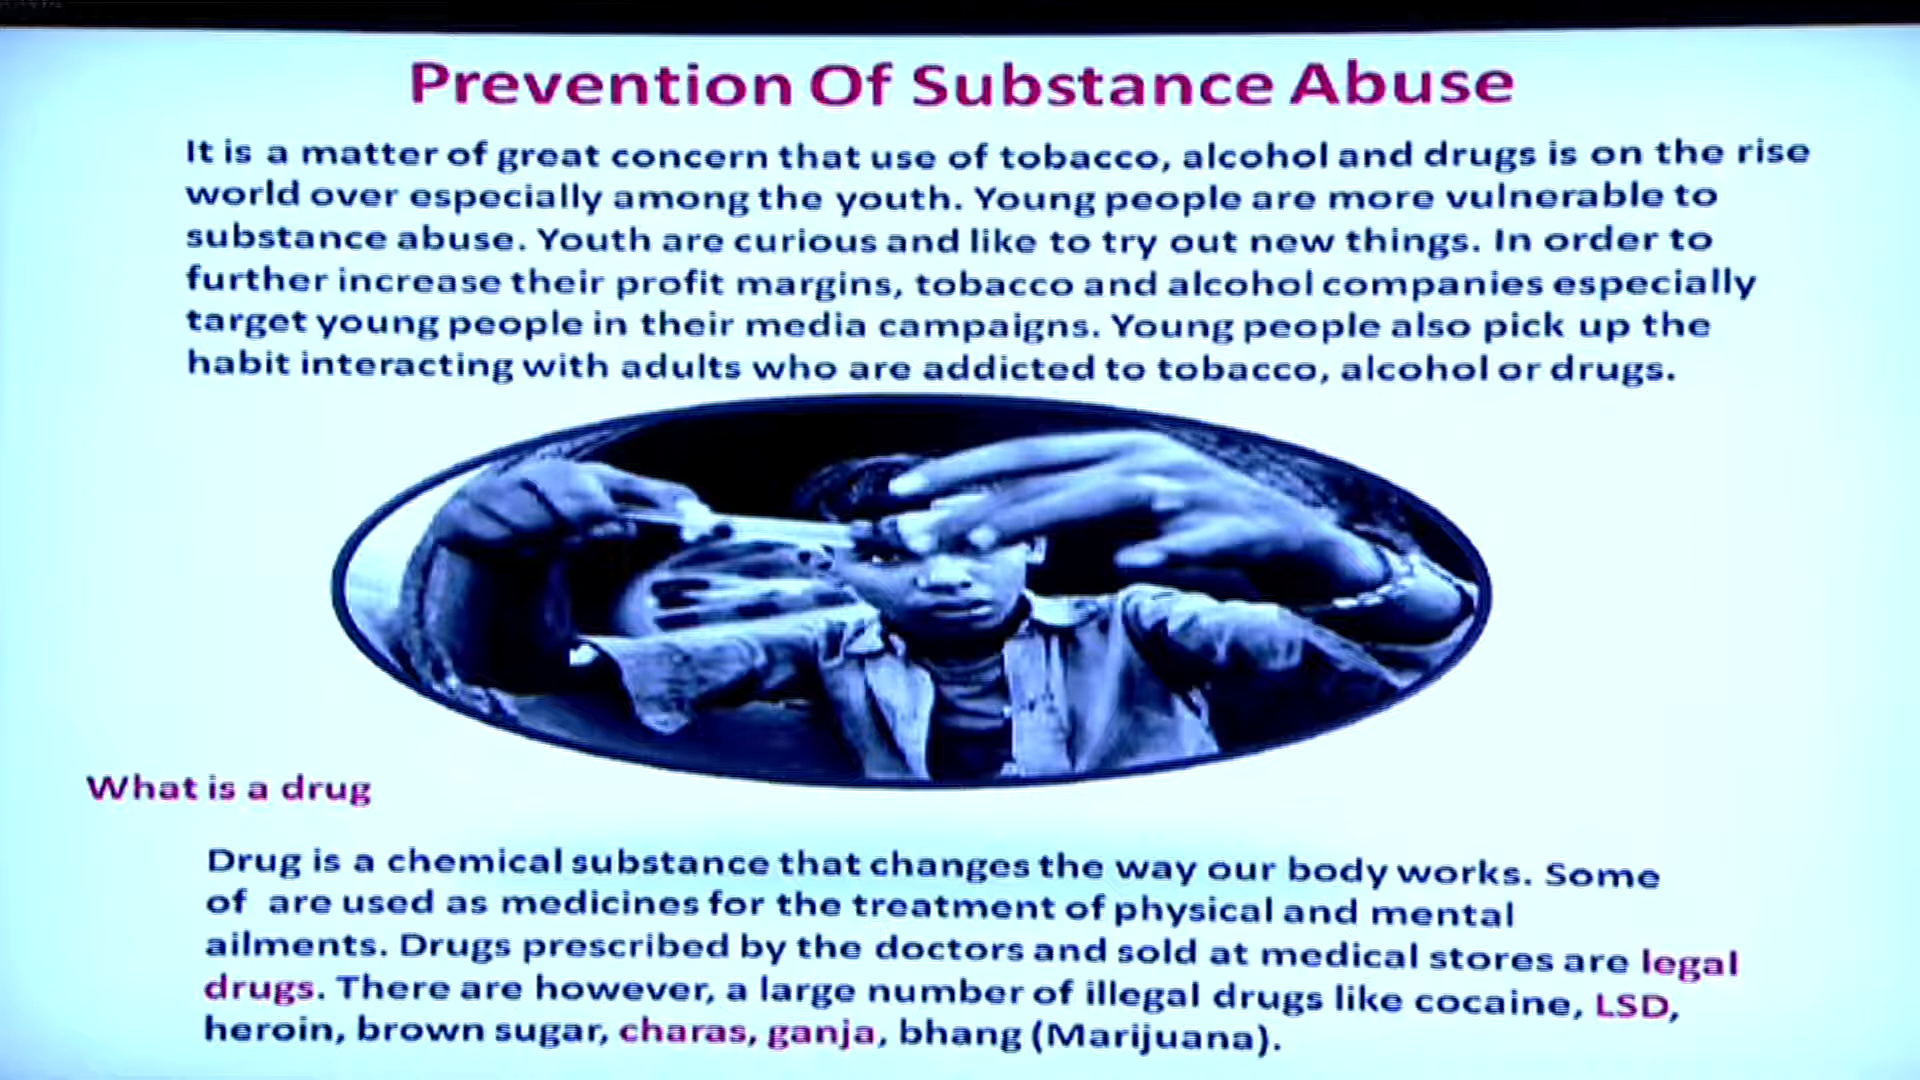 Prevention Of Substance Abuse
It is a matter of great concern that use of tobacco, alcohol and drugs is on the rise
world over especially among the youth. Young people are more vulnerable to
substance abuse. Youth are curious and like to try out new things. In order to
further increase their profit margins, tobacco and alcohol companies especially
target young people in their media campaigns. Young people also pick up the
habit interacting with adults who are addicted to tobacco, alcohol or drugs.
What is a drug
Drug is a chemical substance that changes the way our body works. Some
of are used as medicines for the treatment of physical and mental
ailments. Drugs prescribed by the doctors and sold at medical stores are legal
drugs. There are however, a large number of illegal drugs like cocaine, LSD,
heroin, brown sugar, charas, ganja, bhang (Marijuana).